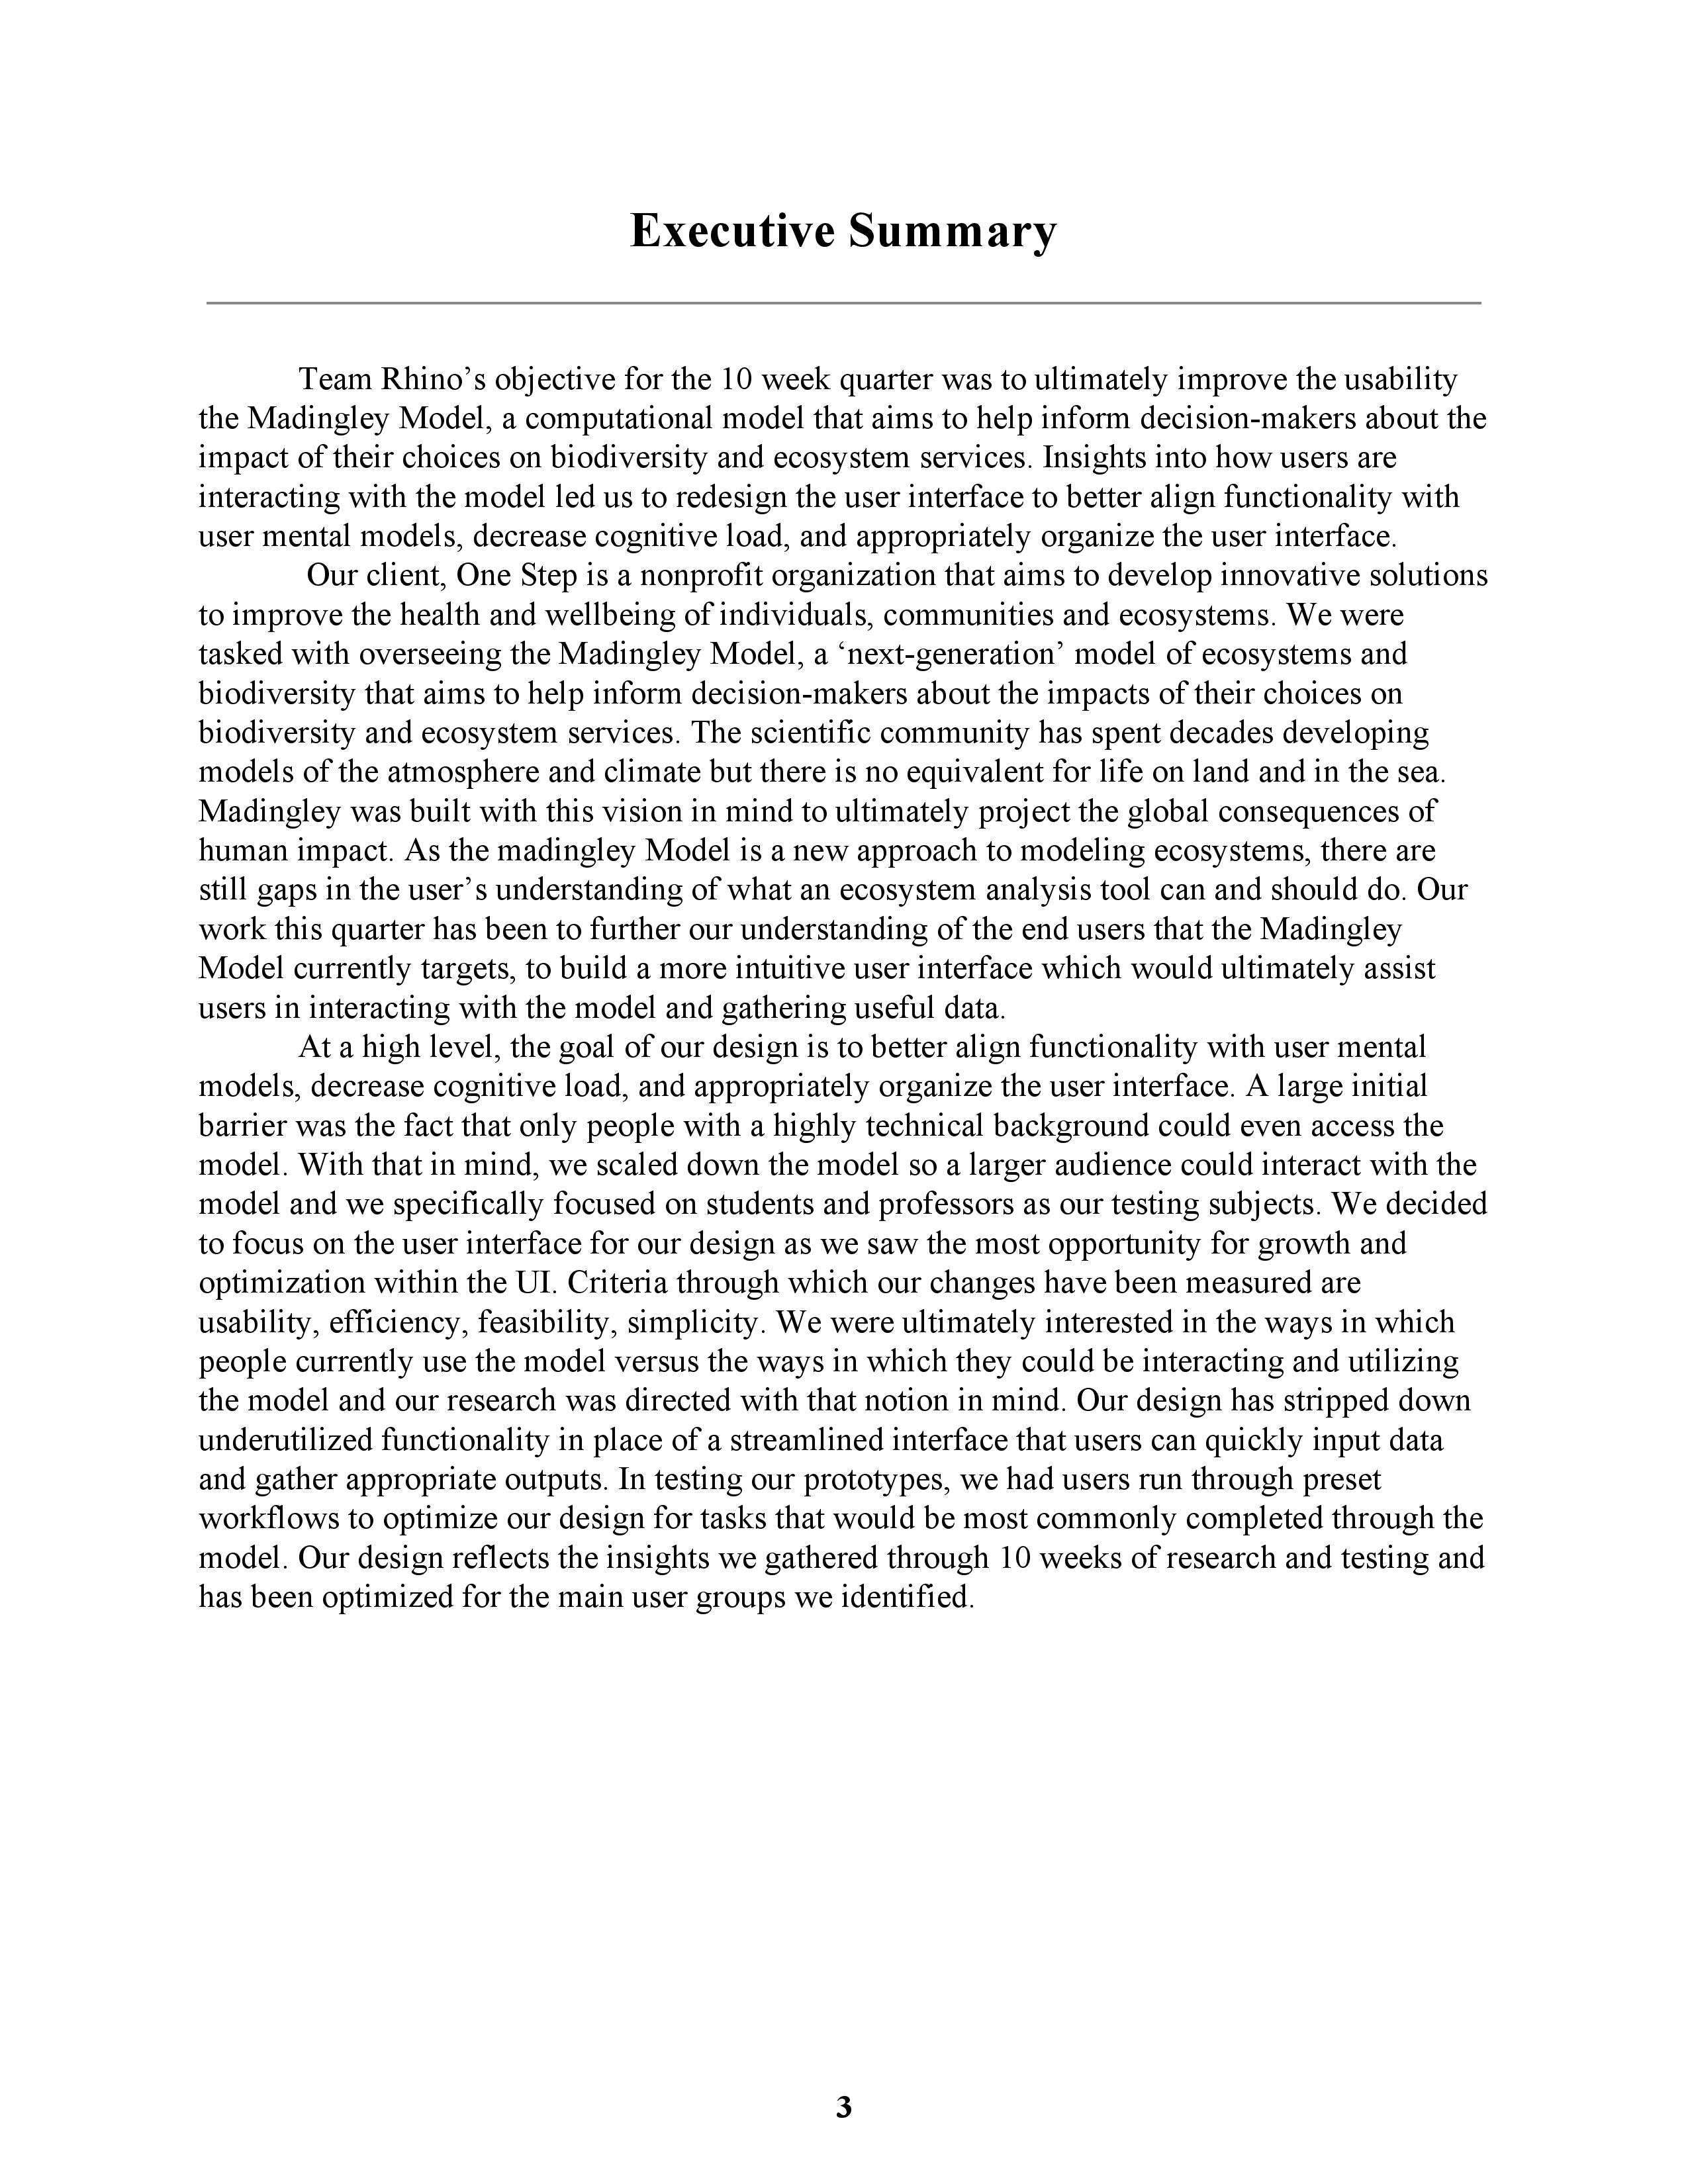 Executive Summary
Team Rhino’s objective for the 10 week quarter was to ultimately improve the usability
the Madingley Model, a computational model that aims to help inform decision-makers about the
impact of their choices on biodiversity and ecosystem services. Insights into how users are
interacting with the model led us to redesign the user interface to better align functionality with
user mental models, decrease cognitive load, and appropriately organize the user interface.
Our client, One Step is a nonprofit organization that aims to develop innovative solutions
to improve the health and wellbeing of individuals, communities and ecosystems. We were
tasked with overseeing the Madingley Model, a ‘next-generation’ model of ecosystems and
biodiversity that aims to help inform decision-makers about the impacts of their choices on
biodiversity and ecosystem services. The scientific community has spent decades developing
models of the atmosphere and climate but there is no equivalent for life on land and in the sea.
Madingley was built with this vision in mind to ultimately project the global consequences of
human impact. As the madingley Model is a new approach to modeling ecosystems, there are
still gaps in the user’s understanding of what an ecosystem analysis tool can and should do. Our
work this quarter has been to further our understanding of the end users that the Madingley
Model currently targets, to build a more intuitive user interface which would ultimately assist
users in interacting with the model and gathering useful data.
At a high level, the goal of our design is to better align functionality with user mental
models, decrease cognitive load, and appropriately organize the user interface. A large initial
barrier was the fact that only people with a highly technical background could even access the
model. With that in mind, we scaled down the model so a larger audience could interact with the
model and we specifically focused on students and professors as our testing subjects. We decided
to focus on the user interface for our design as we saw the most opportunity for growth and
optimization within the UI. Criteria through which our changes have been measured are
usability, efficiency, feasibility, simplicity. We were ultimately interested in the ways in which
people currently use the model versus the ways in which they could be interacting and utilizing
the model and our research was directed with that notion in mind. Our design has stripped down
underutilized functionality in place of a streamlined interface that users can quickly input data
and gather appropriate outputs. In testing our prototypes, we had users run through preset
workflows to optimize our design for tasks that would be most commonly completed through the
model. Our design reflects the insights we gathered through 10 weeks of research and testing and
has been optimized for the main user groups we identified.
3